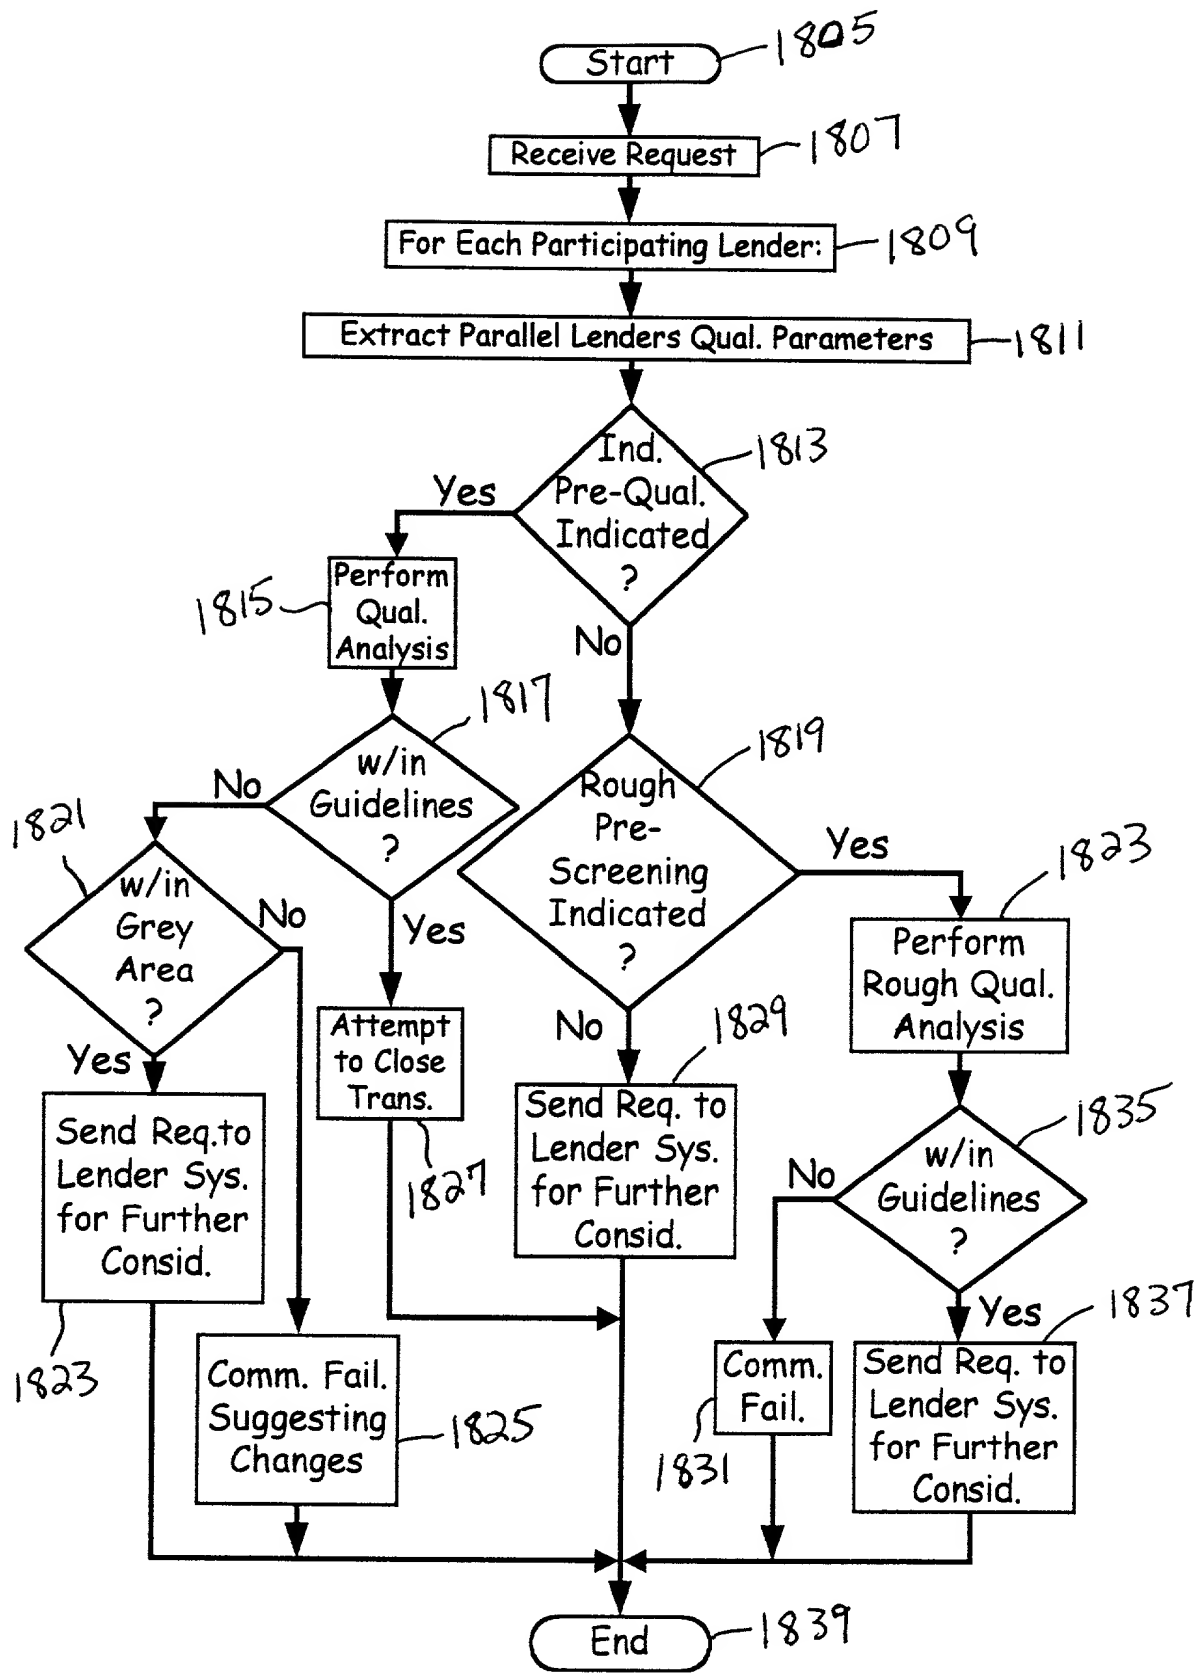 Start
1805
Receive Request
1807
For Each Participating Lender:
1809
Extract Parallel Lenders Qual. Parameters
1811
Ind.
Pre-Qual.
Indicated
?
1813
Yes
No
Perform
Qual.
Analysis
1815
w/in
Guidelines
?
1817
No
Yes
Rough
Pre-
Screening
Indicated
?
1819
Yes
No
w/in
Grey
Area
?
1821
No
Yes
Perform
Rough Qual.
Analysis
1823
Attempt
to Close
Trans.
1827
Send Req. to
Lender Sys.
for Further
Consid.
1829
Send Req.to
Lender Sys.
for Further
Consid.
1823
w/in
Guidelines
?
1835
No
Yes
Comm. Fail.
Suggesting
Changes
1825
Comm.
Fail.
1831
Send Req. to
Lender Sys.
for Further
Consid.
1837
End
1839